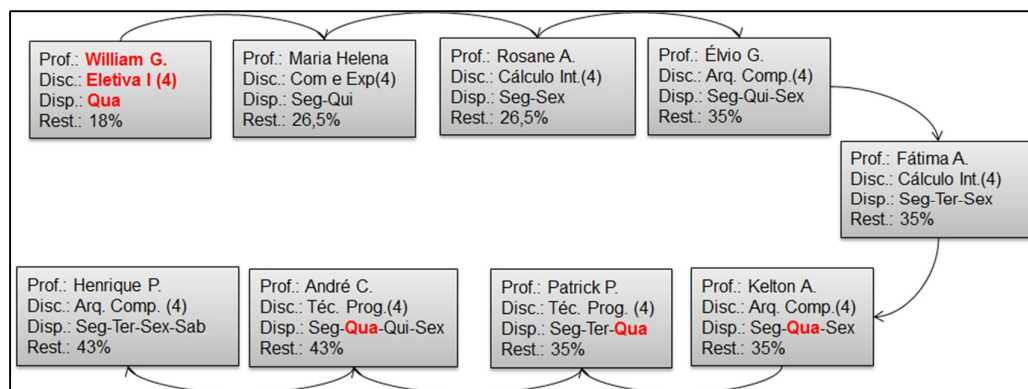 Prof.: William G.
Disc.: Eletiva I (4)
Disp.: Qua
Rest.: 18%
Prof.: Maria Helena
Disc.: Com e Exp(4)
Disp.: Seg-Qui
Rest.: 26,5%
Prof.: Rosane A.
Disc.: Cálculo Int.(4)
Disp.: Seg-Sex
Rest.: 26,5%
Prof.: Élvio G.
Disc.: Arq. Comp.(4)
Disp.: Seg-Qui-Sex
Rest.: 35%
Prof.: Fátima A.
Disc.: Cálculo Int.(4)
Disp.: Seg-Ter-Sex
Rest.: 35%
Prof.: Kelton A.
Disc.: Arq. Comp.(4)
Disp.: Seg-Qua-Sex
Rest.: 35%
Prof.: Patrick P.
Disc.: Téc. Prog. (4)
Disp.: Seg-Ter-Qua
Rest.: 35%
Prof.: André C.
Disc.: Téc. Prog.(4)
Disp.: Seg-Qua-Qui-Sex
Rest.: 43%
Prof.: Henrique P.
Disc.: Arq. Comp. (4)
Disp.: Seg-Ter-Sex-Sab
Rest.: 43%